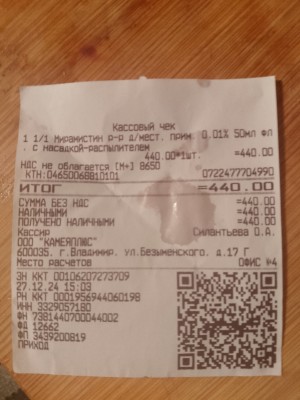 Кассовый чек
1 1/1 Мирамистин р-р д/мест. прим. 0.01% 50мл фл
. с насадкой-распылителем
440.00*1шт. =440.00
НДС не облагается [M+] 8650
КТН:04650068810101 0722477704990
ИТОГ =440.00
СУММА БЕЗ НДС =440.00
НАЛИЧНЫМИ =440.00
ПОЛУЧЕНО НАЛИЧНЫМИ =440.00
Кассир Силантьева О.А.
ООО "КАМЕЯПЛЮС"
600035. г.Владимир. ул.Безыменского. д.17 Г
Место расчетов ОФИС №4
ЗН ККТ 00106207273709
27.12.24 15:03
РН ККТ 0001956944060198
ИНН 3329057180
ФН 7381440700044002
ФД 12662
ФП 3439200819
ПРИХОД